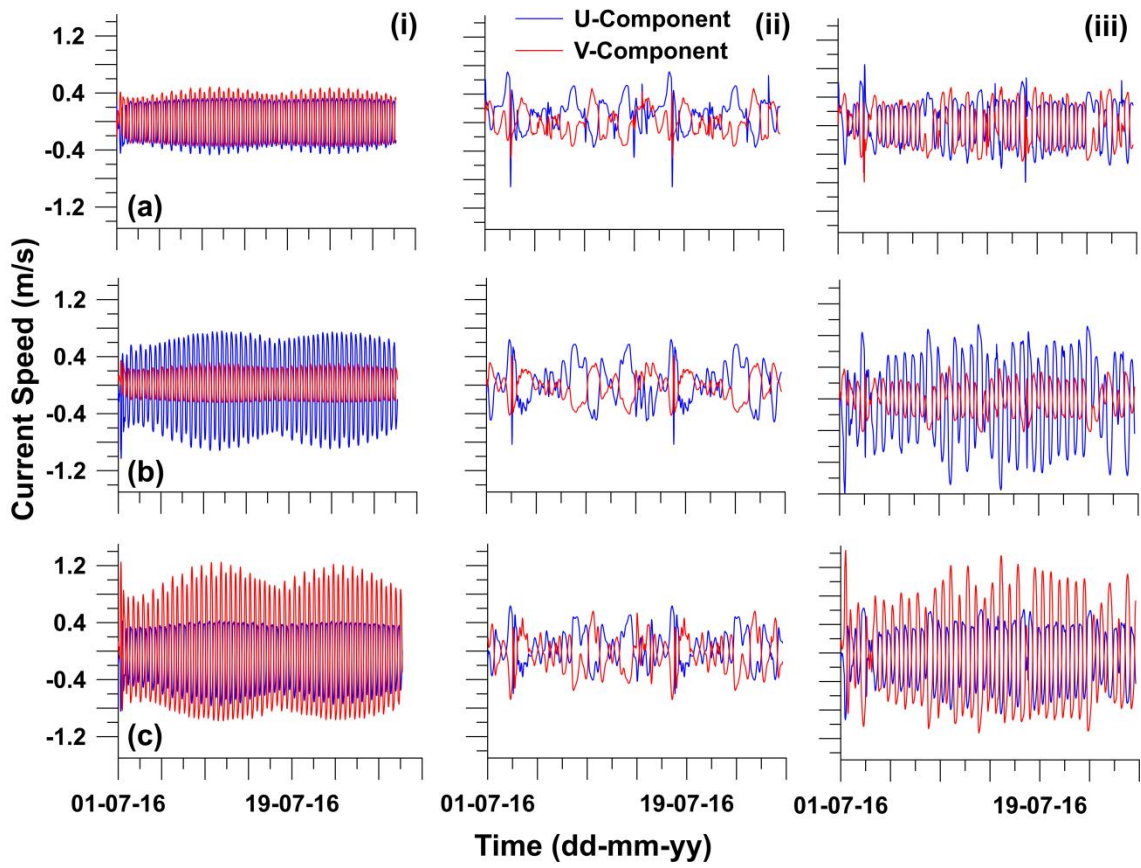 (i)
U-Component
V-Component
(ii)
(iii)
1.2
0.4
-0.4
-1.2
(a)
1.2
0.4
-0.4
-1.2
(b)
1.2
0.4
-0.4
-1.2
(c)
Current Speed (m/s)
01-07-16
19-07-16
01-07-16
19-07-16
01-07-16
19-07-16
Time (dd-mm-yy)